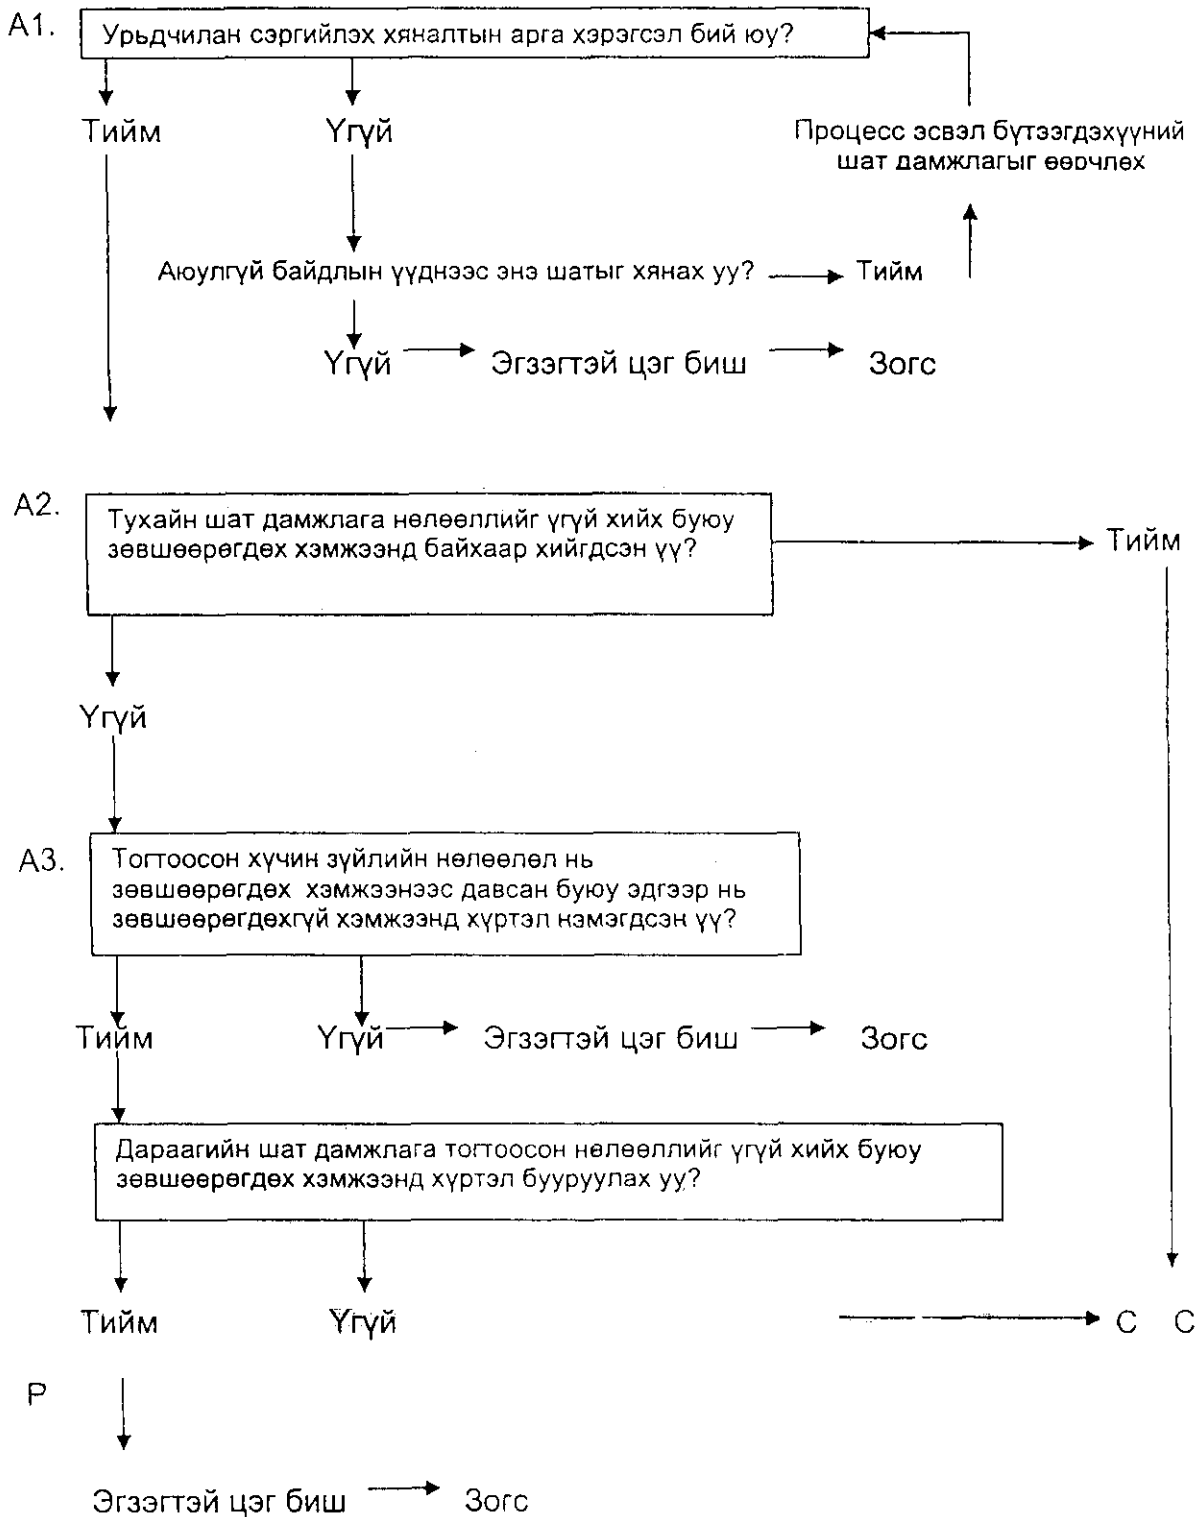 А1.
Урьдчилан сэргийлэх хяналтын арга хэрэгсэл бий юу?
Тийм
Үгүй
Процесс эсвэл бүтээгдэхүүний
шат дамжлагыг өөрчлөх
Аюулгүй байдлын үүднээс энэ шатыг хянах уу?
Тийм
Үгүй
Эгзэгтэй цэг биш
Зогс
А2.
Тухайн шат дамжлага нөлөөллийг үгүй хийх буюу
зөвшөөрөгдөх хэмжээнд байхаар хийгдсэн үү?
Тийм
Үгүй
А3.
Тогтоосон хүчин зүйлийн нөлөөлөл нь
зөвшөөрөгдөх хэмжээнээс давсан буюу эдгээр нь
зөвшөөрөгдөхгүй хэмжээнд хүртэл нэмэгдсэн үү?
Тийм
Үгүй
Эгзэгтэй цэг биш
Зогс
Дараагийн шат дамжлага тогтоосон нөлөөллийг үгүй хийх буюу
зөвшөөрөгдөх хэмжээнд хүртэл бууруулах уу?
Тийм
Үгүй
С С
Р
Эгзэгтэй цэг биш
Зогс